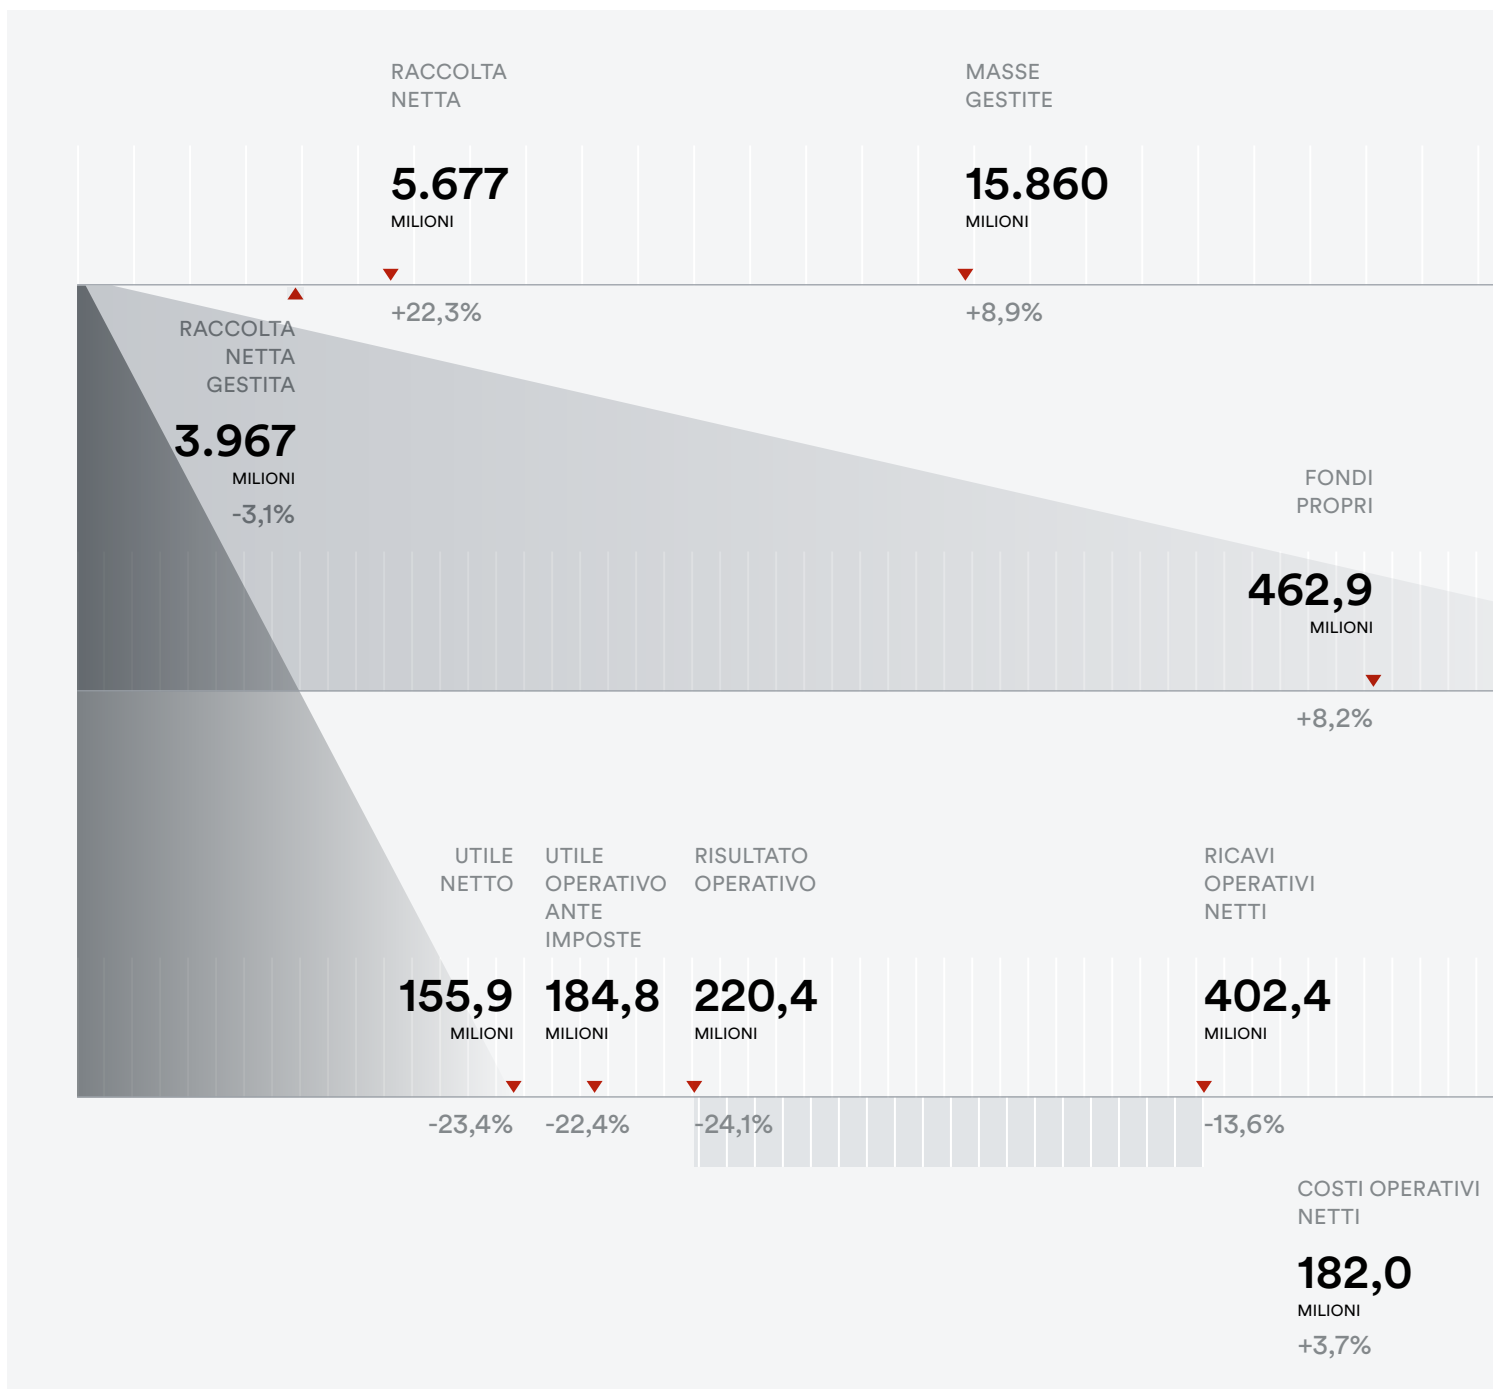 RACCOLTA
NETTA
5.677
MILIONI
+22,3%
MASSE
GESTITE
15.860
MILIONI
+8,9%
RACCOLTA
NETTA
GESTITA
3.967
MILIONI
-3,1%
FONDI
PROPRI
462,9
MILIONI
+8,2%
UTILE
NETTO
155,9
MILIONI
-23,4%
UTILE
OPERATIVO
ANTE
IMPOSTE
184,8
MILIONI
-22,4%
RISULTATO
OPERATIVO
220,4
MILIONI
-24,1%
RICAVI
OPERATIVI
NETTI
402,4
MILIONI
-13,6%
COSTI OPERATIVI
NETTI
182,0
MILIONI
+3,7%